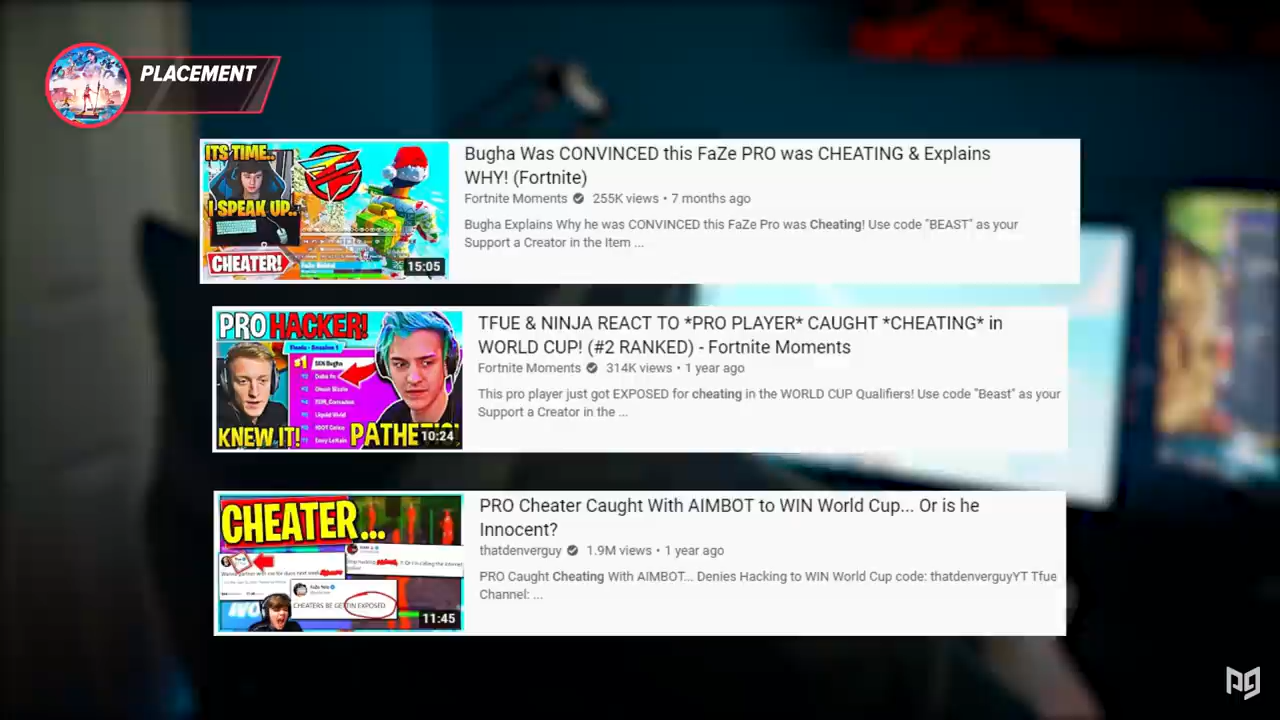 PLACEMENT
ITS TIME..
I SPEAK UP..
CHEATER!
15:05
Bugha Was CONVINCED this FaZe PRO was CHEATING & Explains
WHY! (Fortnite)
Fortnite Moments 255K views • 7 months ago
Bugha Explains Why he was CONVINCED this FaZe Pro was Cheating! Use code "BEAST" as your
Support a Creator in the Item ...
PRO HACKER!
#1
KNEW IT!
10:24
TFUE & NINJA REACT TO *PRO PLAYER* CAUGHT *CHEATING* in
WORLD CUP! (#2 RANKED) - Fortnite Moments
Fortnite Moments 314K views • 1 year ago
This pro player just got EXPOSED for cheating in the WORLD CUP Qualifiers! Use code "Beast" as your
Support a Creator in the ...
CHEATER...
CHEATERS BE GETTIN EXPOSED
11:45
PRO Cheater Caught With AIMBOT to WIN World Cup... Or is he
Innocent?
thatdenverguy 1.9M views • 1 year ago
PRO Caught Cheating With AIMBOT... Denies Hacking to WIN World Cup code: thatdenverguyYT Tfue
Channel: ...